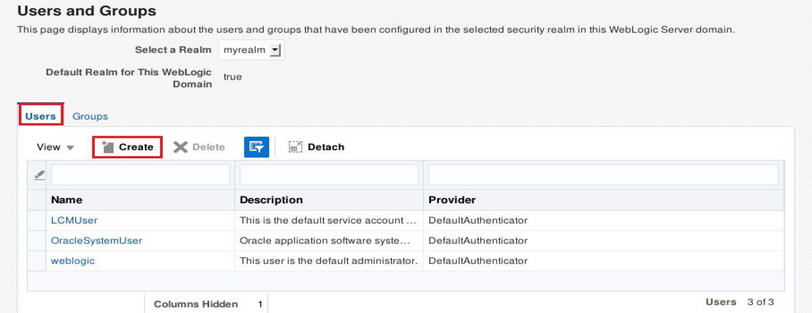 Users and Groups
This page displays information about the users and groups that have been configured in the selected security realm in this WebLogic Server domain.
Select a Realm myrealm
Default Realm for This WebLogic Domain true
Users Groups
View Create Delete Detach
Name Description Provider
LCMUser This is the default service account ... DefaultAuthenticator
OracleSystemUser Oracle application software syste... DefaultAuthenticator
weblogic This user is the default administrator. DefaultAuthenticator
Columns Hidden 1 Users 3 of 3